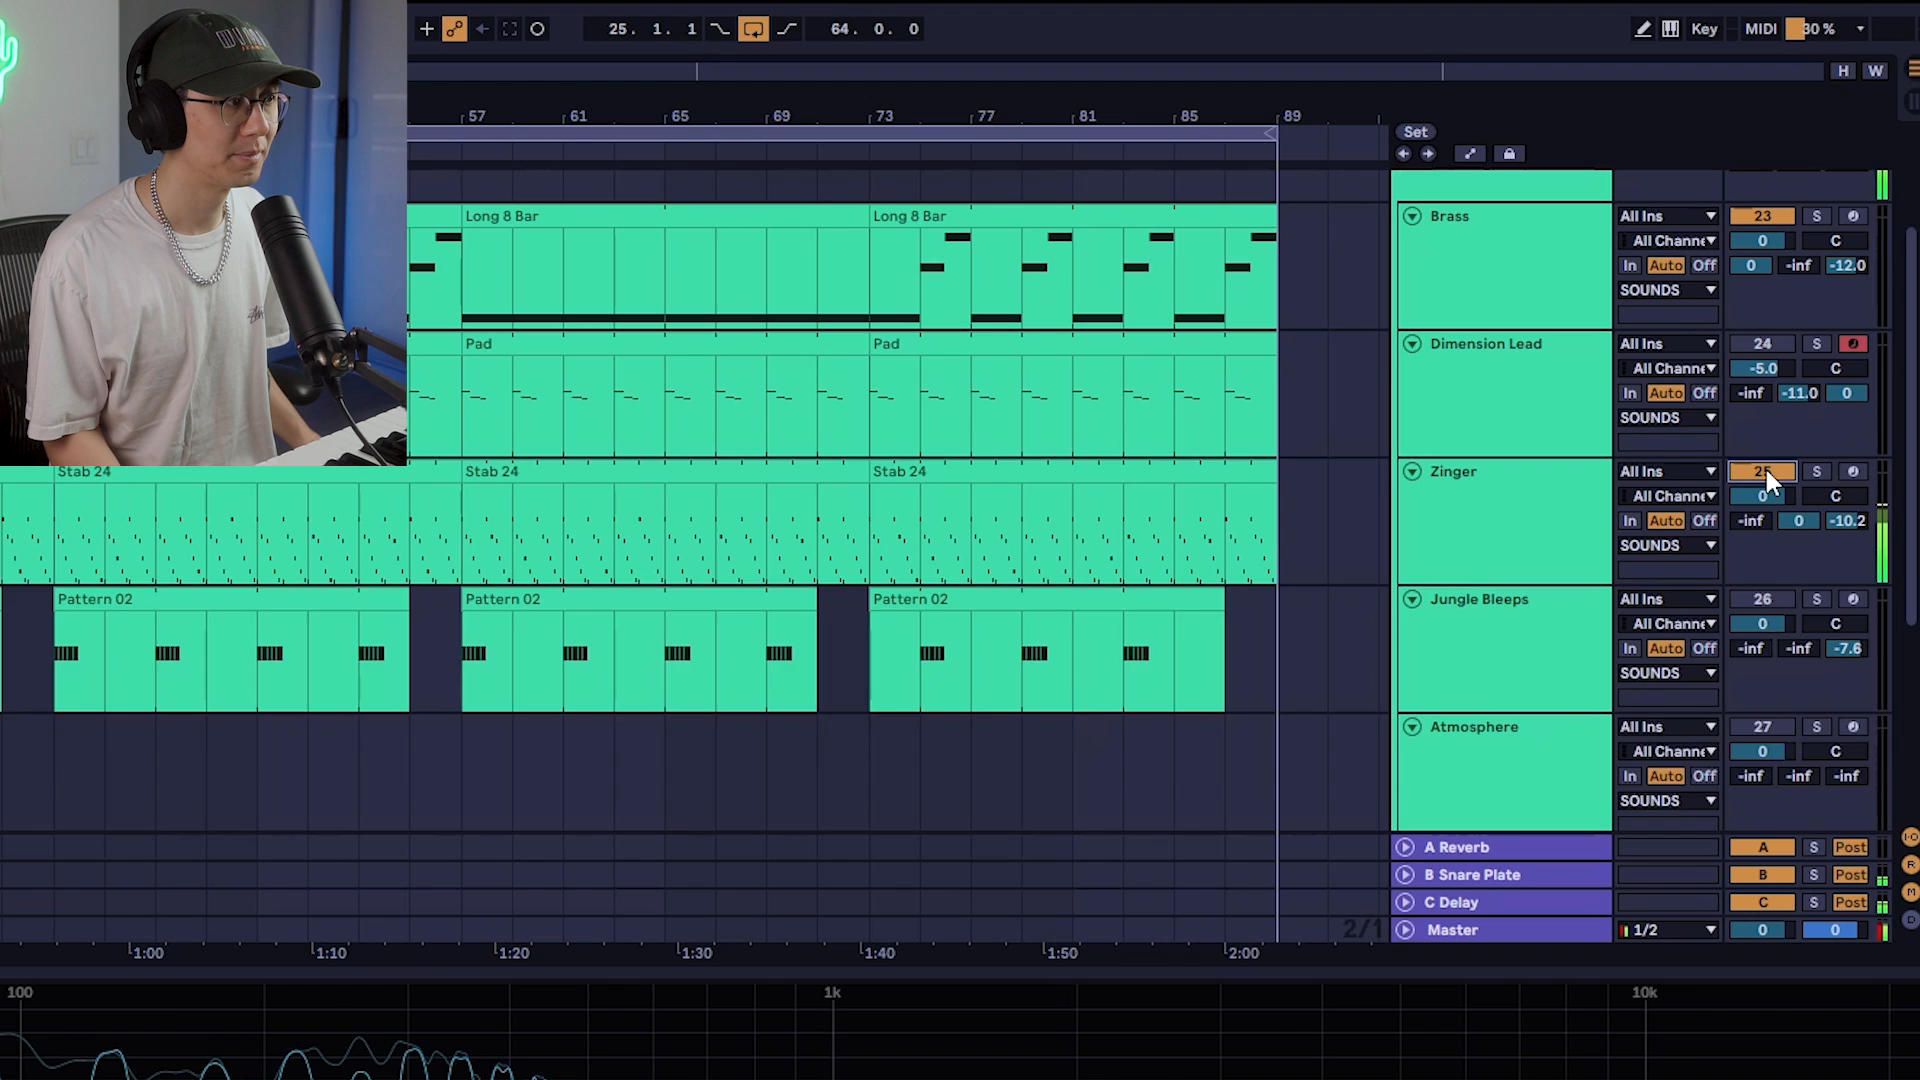 25. 1. 1
64. 0. 0
Key
MIDI
30 %
H W
57 61 65 69 73 77 81 85 89
Set
Long 8 Bar
Long 8 Bar
Brass
All Ins
23
S
All Channe
0
C
In Auto Off
0 -inf -12.0
SOUNDS
Pad
Pad
Dimension Lead
All Ins
24
S
All Channe
-5.0
C
In Auto Off
-inf -11.0 0
SOUNDS
Stab 24
Stab 24
Stab 24
Zinger
All Ins
25
S
All Channe
0
C
In Auto Off
-inf 0 -10.2
SOUNDS
Pattern 02
Pattern 02
Pattern 02
Jungle Bleeps
All Ins
26
S
All Channe
0
C
In Auto Off
-inf -inf -7.6
SOUNDS
Atmosphere
All Ins
27
S
All Channe
0
C
In Auto Off
-inf -inf -inf
SOUNDS
A Reverb
A
S
Post
B Snare Plate
B
S
Post
C Delay
C
S
Post
2/1
Master
1/2
0
0
1:00 1:10 1:20 1:30 1:40 1:50 2:00
100 1k 10k